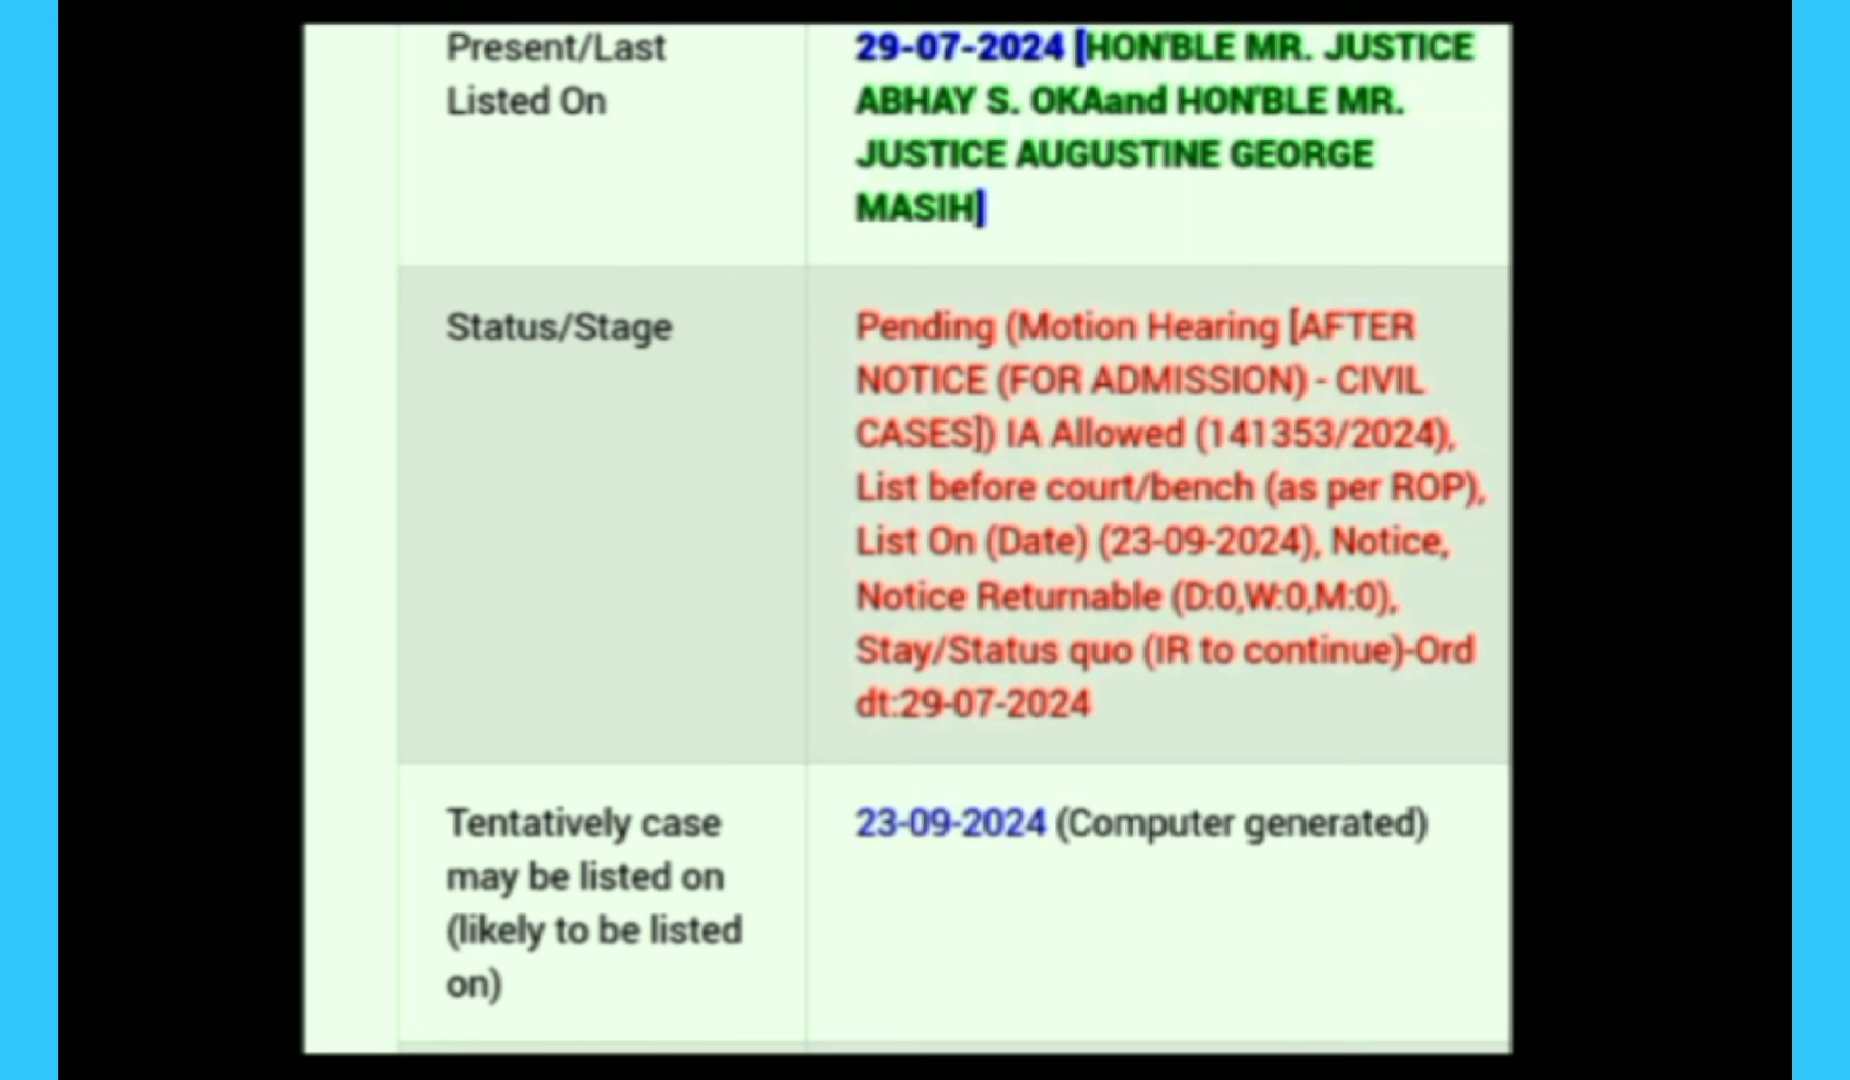 Present/Last
Listed On
29-07-2024 [HON'BLE MR. JUSTICE
ABHAY S. OKAand HON'BLE MR.
JUSTICE AUGUSTINE GEORGE
MASIH]
Status/Stage
Pending (Motion Hearing [AFTER
NOTICE (FOR ADMISSION) - CIVIL
CASES]) IA Allowed (141353/2024),
List before court/bench (as per ROP),
List On (Date) (23-09-2024), Notice,
Notice Returnable (D:0,W:0,M:0),
Stay/Status quo (IR to continue)-Ord
dt:29-07-2024
Tentatively case
may be listed on
(likely to be listed
on)
23-09-2024 (Computer generated)